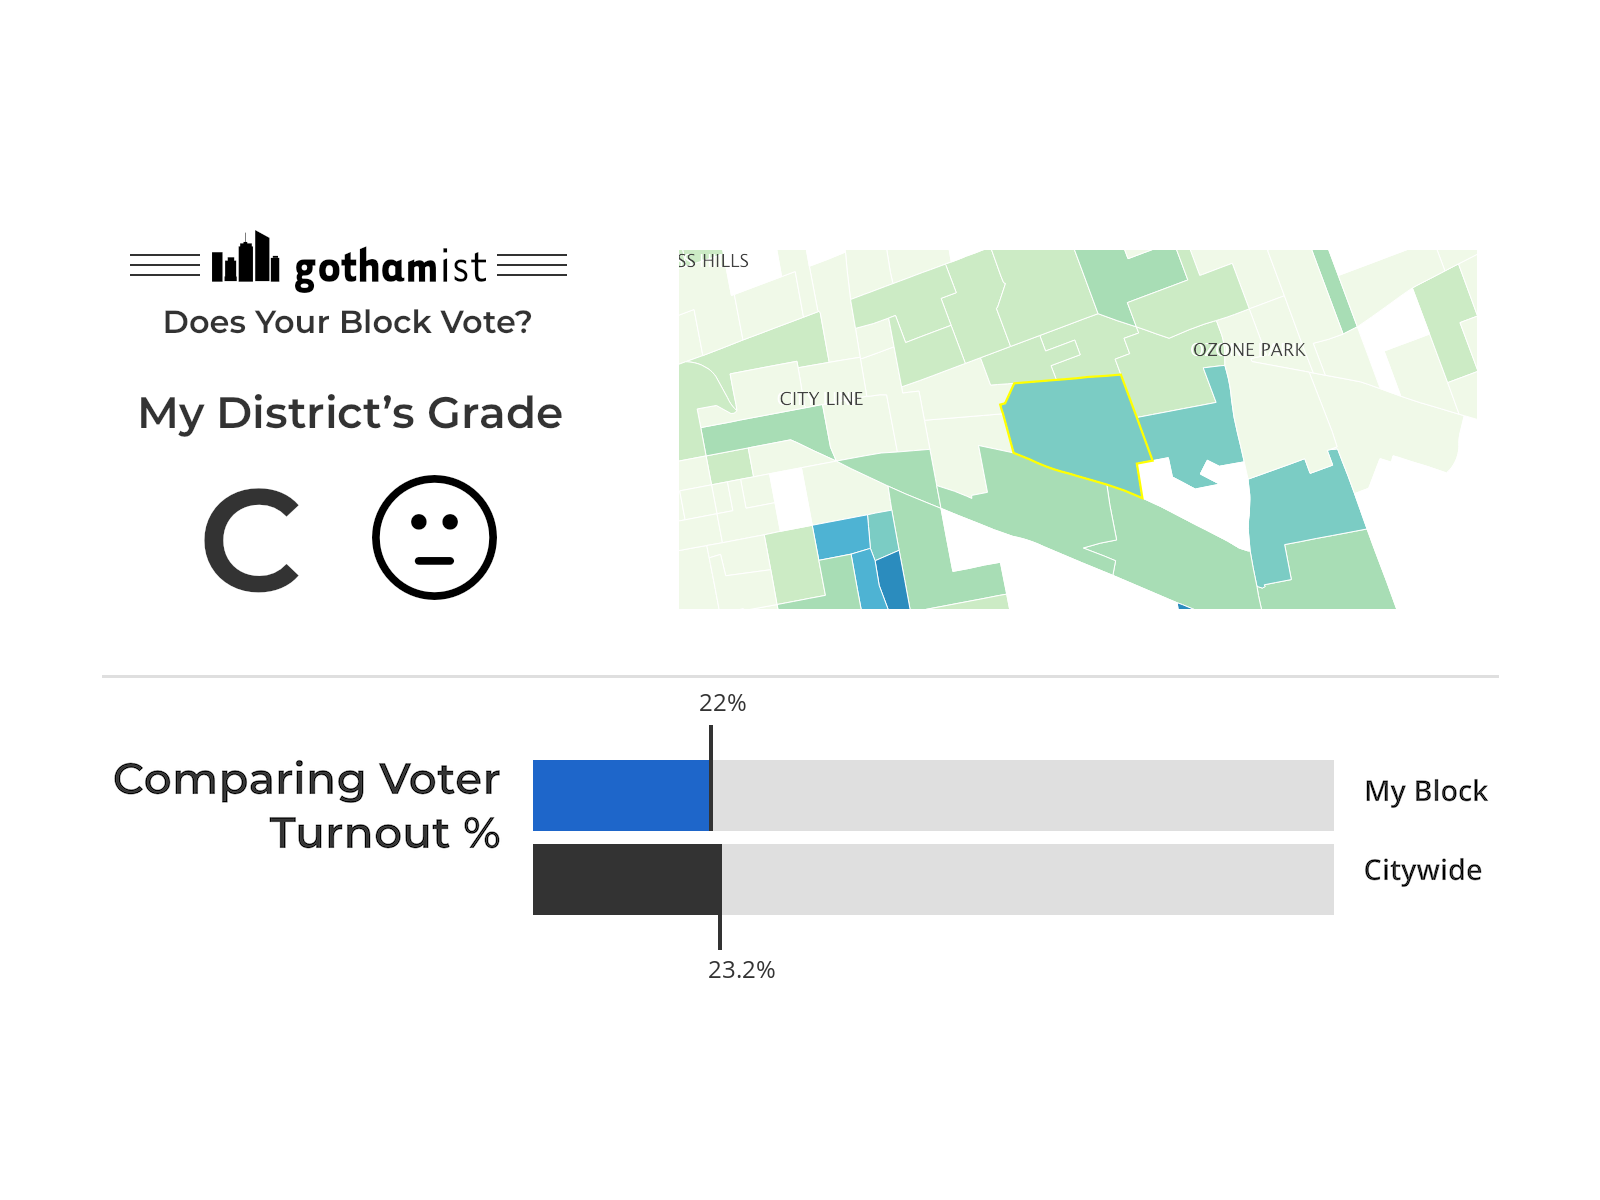 gothamist
Does Your Block Vote?
My District’s Grade
C
SS HILLS
OZONE PARK
CITY LINE
22%
Comparing Voter
Turnout %
My Block
Citywide
23.2%